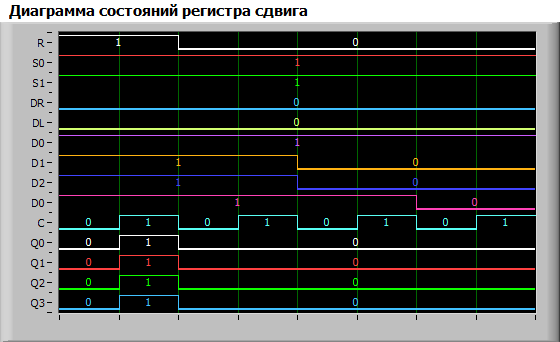 Диаграмма состояний регистра сдвига
R 1 0
S0 1
S1 1
DR 0
DL 0
D0 1
D1 1 0
D2 1 0
D0 1 0
C 0 1 0 1 0 1 0 1
Q0 0 1 0
Q1 0 1 0
Q2 0 1 0
Q3 0 1 0